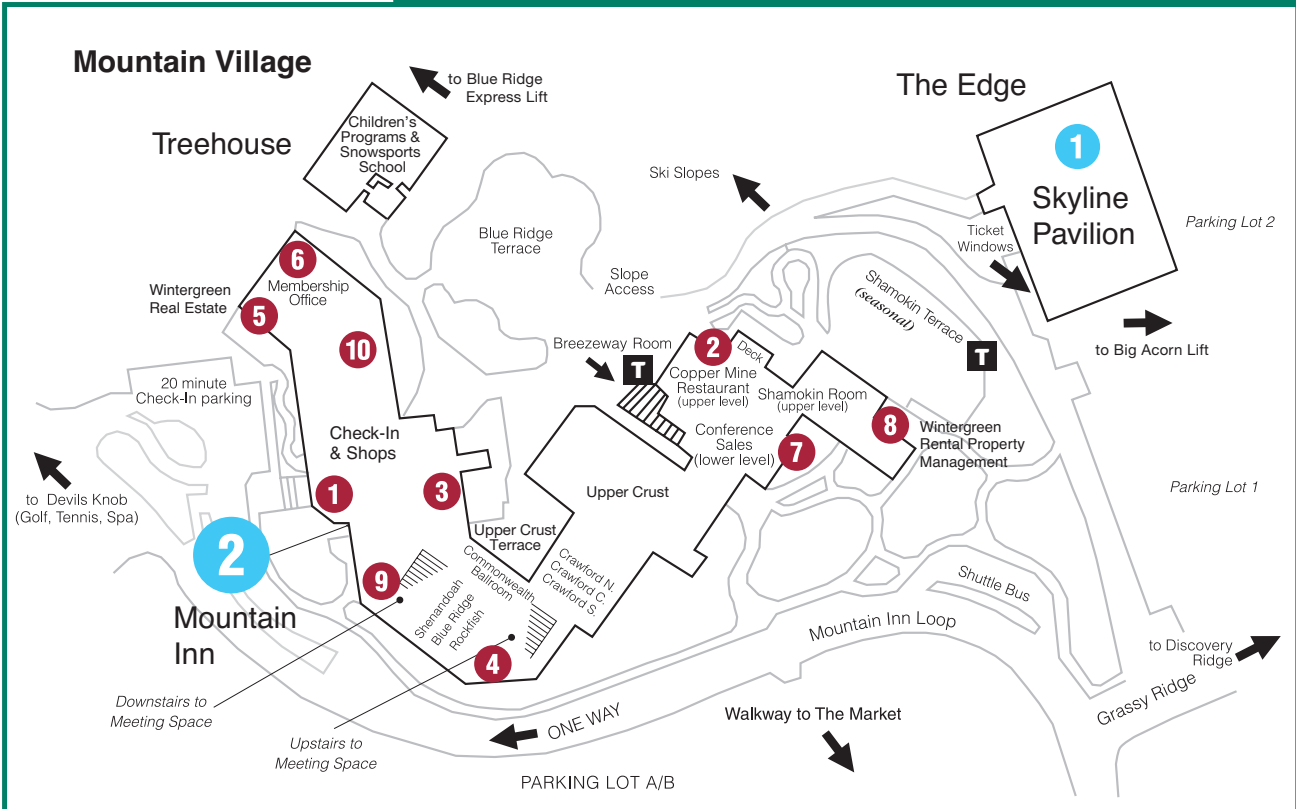 Mountain Village
to Blue Ridge
Express Lift
The Edge
Treehouse
Children's
Programs &
Snowsports
School
1
Skyline
Pavilion
Ski Slopes
Parking Lot 2
Ticket
Windows
Blue Ridge
Terrace
Slope
Access
Shamokin Terrace
(seasonal)
6
Membership
Office
Wintergreen
Real Estate
5
10
Breezeway Room
T
2
Deck
Copper Mine
Restaurant
(upper level)
Shamokin Room
(upper level)
T
to Big Acorn Lift
20 minute
Check-In parking
Check-In
& Shops
Conference
Sales
(lower level)
7
8
Wintergreen
Rental Property
Management
to Devils Knob
(Golf, Tennis, Spa)
1
3
Upper Crust
Parking Lot 1
Upper Crust
Terrace
2
Mountain
Inn
9
Commonwealth
Ballroom
Shenandoah
Blue Ridge
Rockfish
Crawford N.
Crawford C.
Crawford S.
4
Shuttle Bus
Mountain Inn Loop
to Discovery
Ridge
Grassy Ridge
Downstairs to
Meeting Space
Upstairs to
Meeting Space
ONE WAY
Walkway to The Market
PARKING LOT A/B